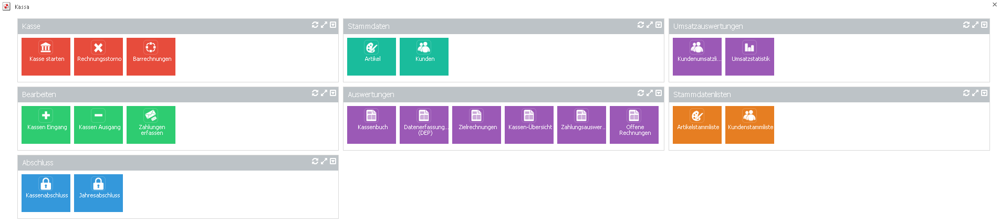 Kassa
Kasse
Kasse starten
Rechnungsstorno
Barrechnungen
Stammdaten
Artikel
Kunden
Umsatzauswertungen
Kundenumsatzli...
Umsatzstatistik
Bearbeiten
Kassen Eingang
Kassen Ausgang
Zahlungen
erfassen
Auswertungen
Kassenbuch
Datenerfassung...
(DEP)
Zielrechnungen
Kassen-Übersicht
Zahlungsauswer..
Offene
Rechnungen
Stammdatenlisten
Artikelstammliste
Kundenstammliste
Abschluss
Kassenabschluss
Jahresabschluss